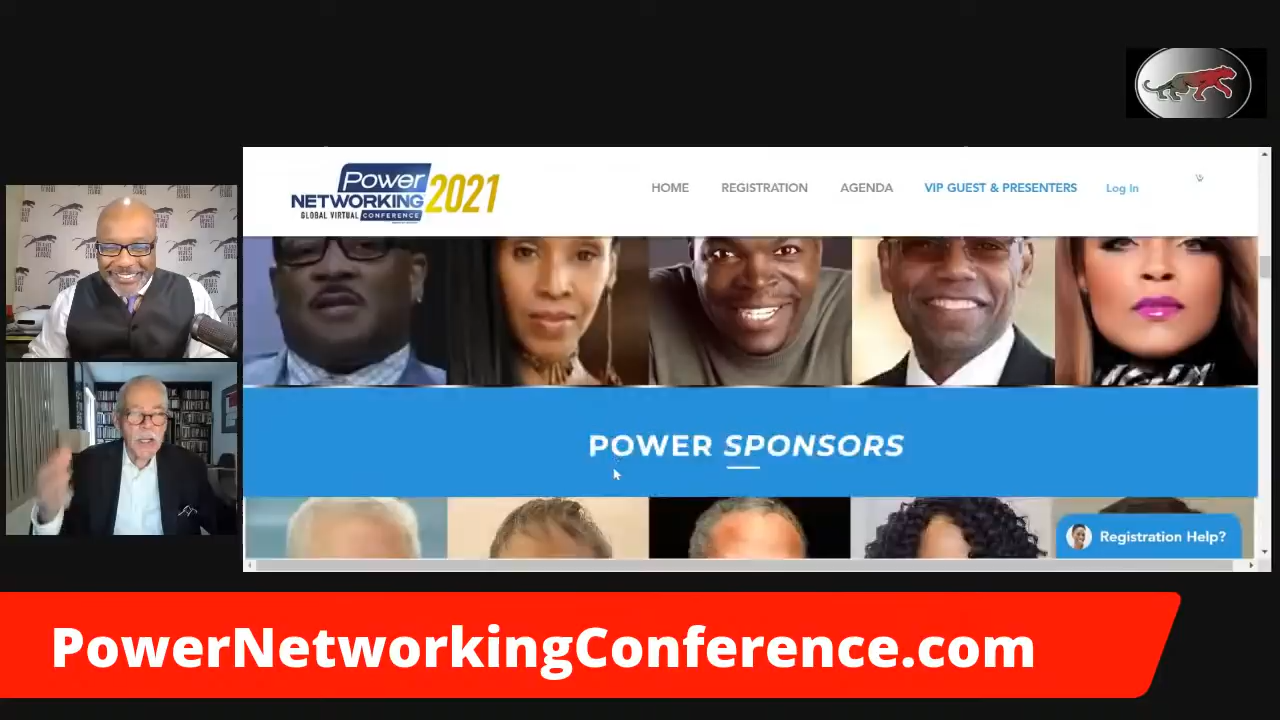 Power
NETWORKING
GLOBAL VIRTUAL CONFERENCE
2021
HOME
REGISTRATION
AGENDA
VIP GUEST & PRESENTERS
Log In
POWER SPONSORS
Registration Help?
PowerNetworkingConference.com